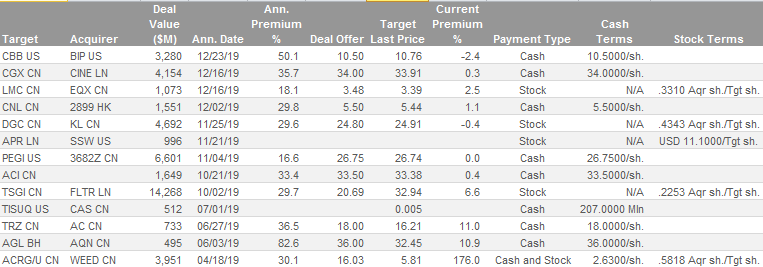 Target Acquirer Deal Value ($M) Ann. Date Ann. Premium % Deal Offer Target Last Price Current Premium % Payment Type Cash Terms Stock Terms
CBB US BIP US 3,280 12/23/19 50.1 10.50 10.76 -2.4 Cash 10.5000/sh.
CGX CN CINE LN 4,154 12/16/19 35.7 34.00 33.91 0.3 Cash 34.0000/sh.
LMC CN EQX CN 1,073 12/16/19 18.1 3.48 3.39 2.5 Stock N/A .3310 Aqr sh./Tgt sh.
CNL CN 2899 HK 1,551 12/02/19 29.8 5.50 5.44 1.1 Cash 5.5000/sh.
DGC CN KL CN 4,692 11/25/19 29.6 24.80 24.91 -0.4 Stock N/A .4343 Aqr sh./Tgt sh.
APR LN SSW US 996 11/21/19 Stock N/A USD 11.1000/Tgt sh.
PEGI US 3682Z CN 6,601 11/04/19 16.6 26.75 26.74 0.0 Cash 26.7500/sh.
ACI CN 1,649 10/21/19 33.4 33.50 33.38 0.4 Cash 33.5000/sh.
TSGI CN FLTR LN 14,268 10/02/19 29.7 20.69 32.94 6.6 Stock N/A .2253 Aqr sh./Tgt sh.
TISUQ US CAS CN 512 07/01/19 0.005 Cash 207.0000 Mln
TRZ CN AC CN 733 06/27/19 36.5 18.00 16.21 11.0 Cash 18.0000/sh.
AGL BH AQN CN 495 06/03/19 82.6 36.00 32.45 10.9 Cash 36.0000/sh.
ACRG/U CN WEED CN 3,951 04/18/19 30.1 16.03 5.81 176.0 Cash and Stock 2.6300/sh. .5818 Aqr sh./Tgt sh.